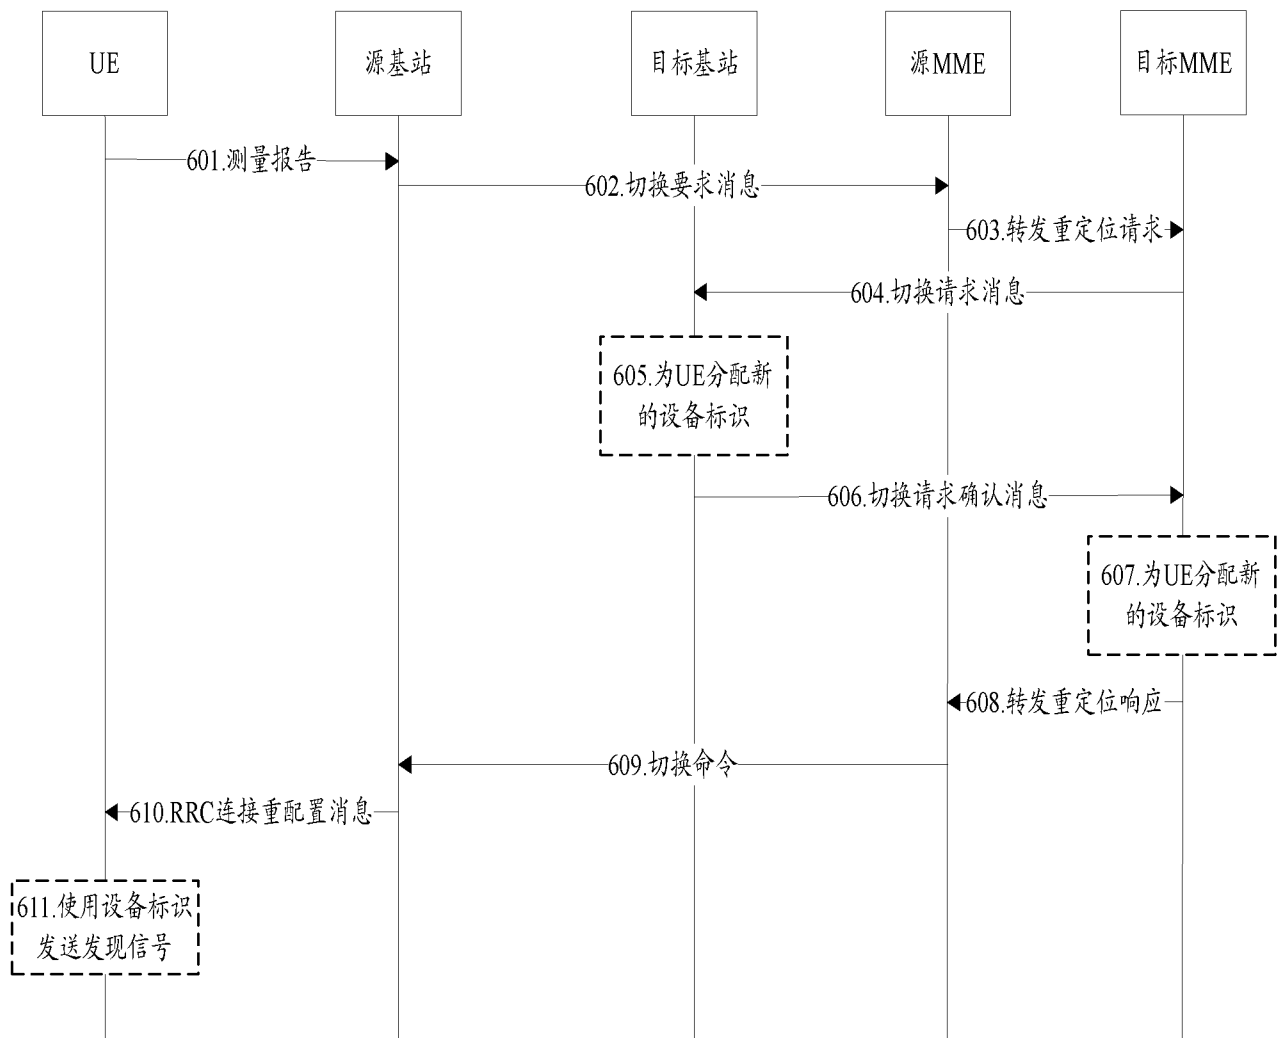 UE
源基站
目标基站
源MME
目标MME
601.测量报告
602.切换要求消息
603.转发重定位请求
604.切换请求消息
605.为UE分配新
的设备标识
606.切换请求确认消息
607.为UE分配新
的设备标识
608.转发重定位响应
609.切换命令
610.RRC连接重配置消息
611.使用设备标识
发送发现信号